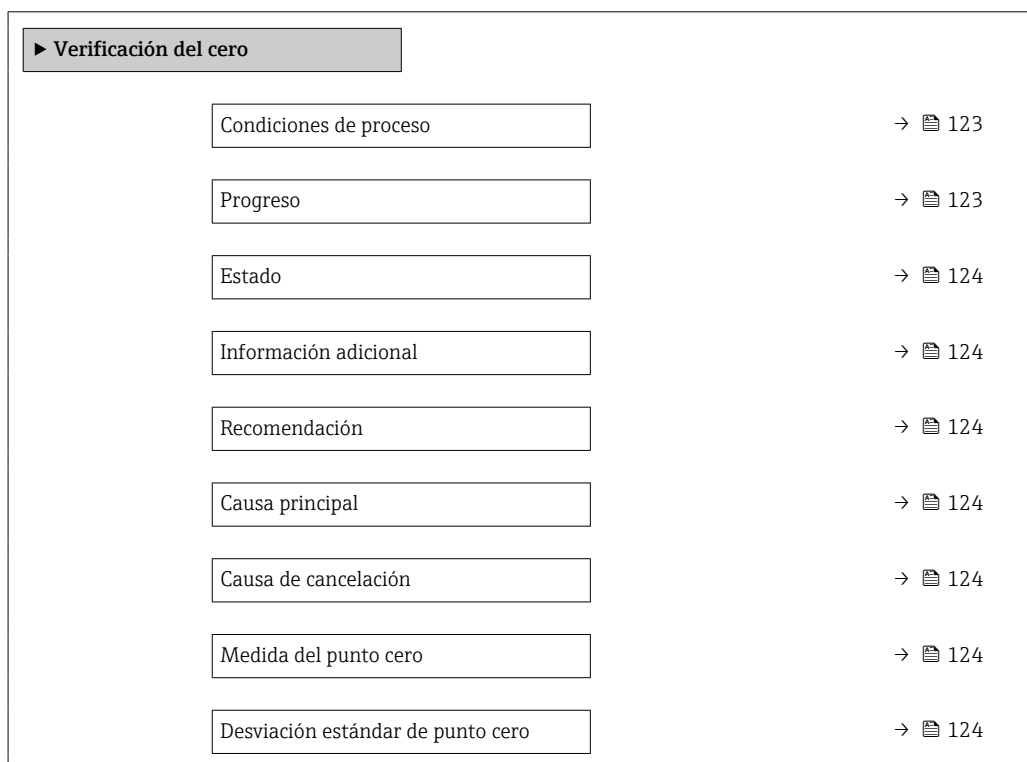 ▶ Verificación del cero
Condiciones de proceso → 123
Progreso → 123
Estado → 124
Información adicional → 124
Recomendación → 124
Causa principal → 124
Causa de cancelación → 124
Medida del punto cero → 124
Desviación estándar de punto cero → 124